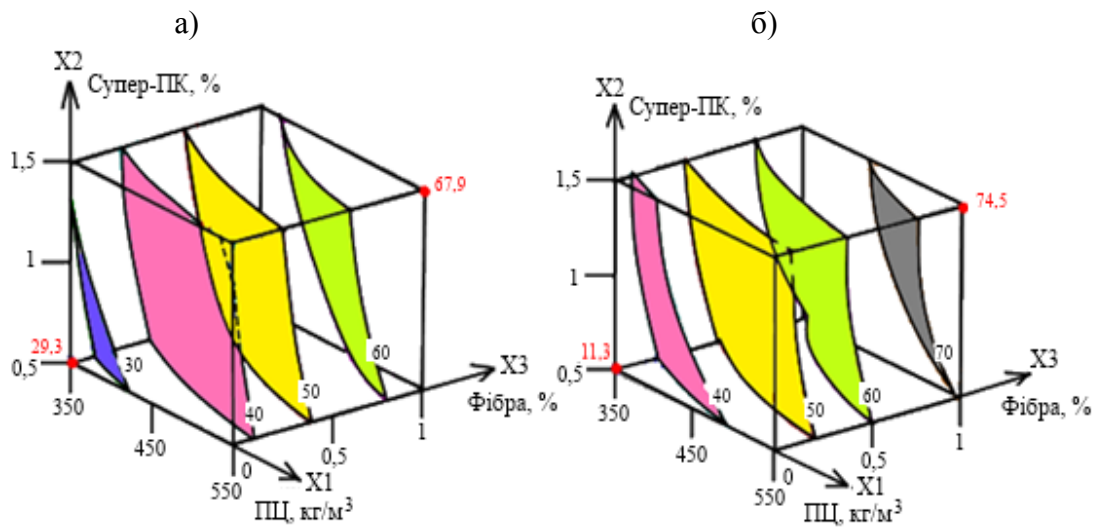 а)
X2
Супер-ПК, %
1,5
1
0,5
67,9
29,3
30
40
50
60
350
450
550
0
0,5
1
X3
Фібра, %
X1
ПЦ, кг/м³
б)
X2
Супер-ПК, %
1,5
1
0,5
74,5
11,3
40
50
60
70
350
450
550
0
0,5
1
X3
Фібра, %
X1
ПЦ, кг/м³